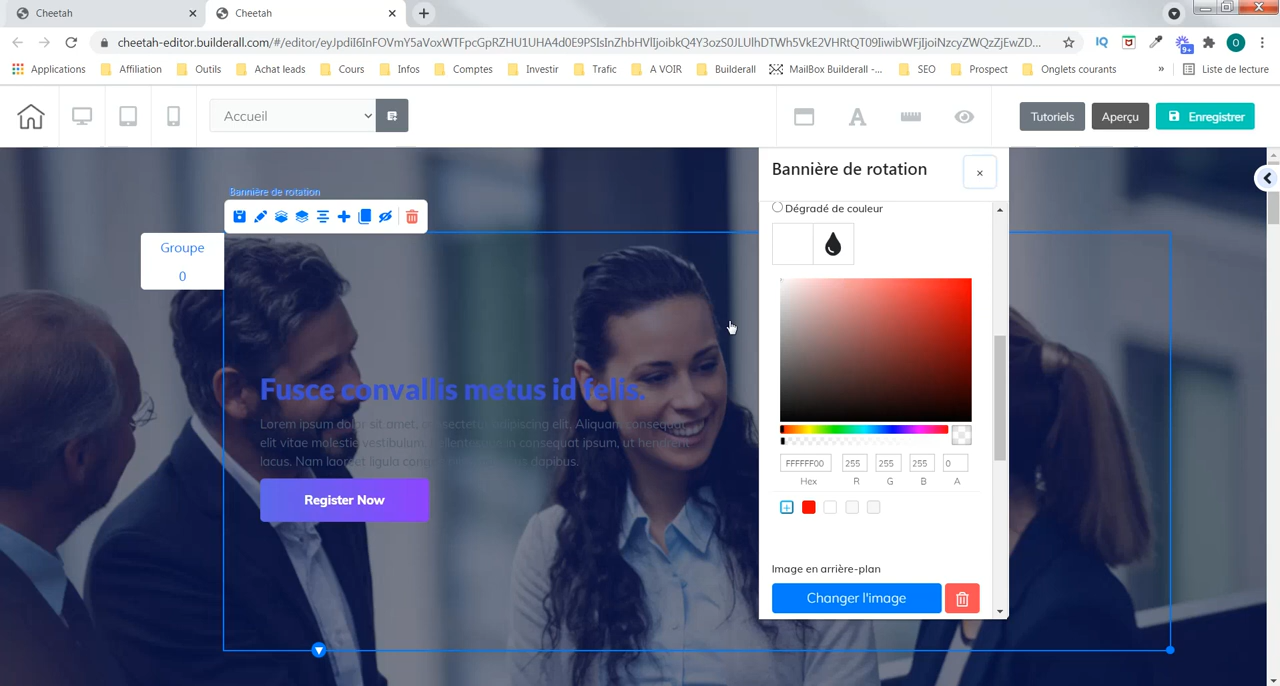 Cheetah
Cheetah
cheetah-editor.builderall.com/#/editor/eyJpdiI6InFOVmY5aVoxWTFpcGpRZHU1UHA4d0E9PSIsInZhbHVlIjoibkQ4Y3ozS0JLUlhDTWh5VkE2VHRtQT09IiwibWFjIjoiNzcyZWQzZjEwZD...
IQ
9+
O
Applications
Affiliation
Outils
Achat leads
Cours
Infos
Comptes
Investir
Trafic
A VOIR
Builderall
MailBox Builderall -...
SEO
Prospect
Onglets courants
»
Liste de lecture
Accueil
Tutoriels
Aperçu
Enregistrer
Bannière de rotation
Groupe
0
Fusce convallis metus id felis.
Register Now
Bannière de rotation
×
Dégradé de couleur
FFFFFF00
255
255
255
0
Hex
R
G
B
A
Image en arrière-plan
Changer l'image